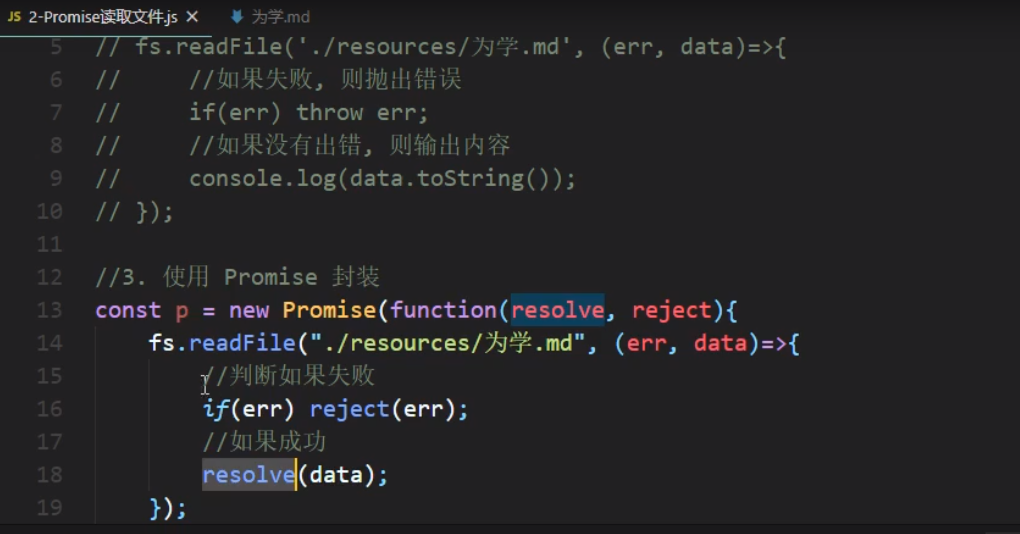 JS 2-Promise读取文件.js × 为学.md
5 // fs.readFile('./resources/为学.md', (err, data)=>{
6 //     //如果失败, 则抛出错误
7 //     if(err) throw err;
8 //     //如果没有出错, 则输出内容
9 //     console.log(data.toString());
10 // });
11
12 //3. 使用 Promise 封装
13 const p = new Promise(function(resolve, reject){
14     fs.readFile("./resources/为学.md", (err, data)=>{
15         //判断如果失败
16         if(err) reject(err);
17         //如果成功
18         resolve(data);
19     });